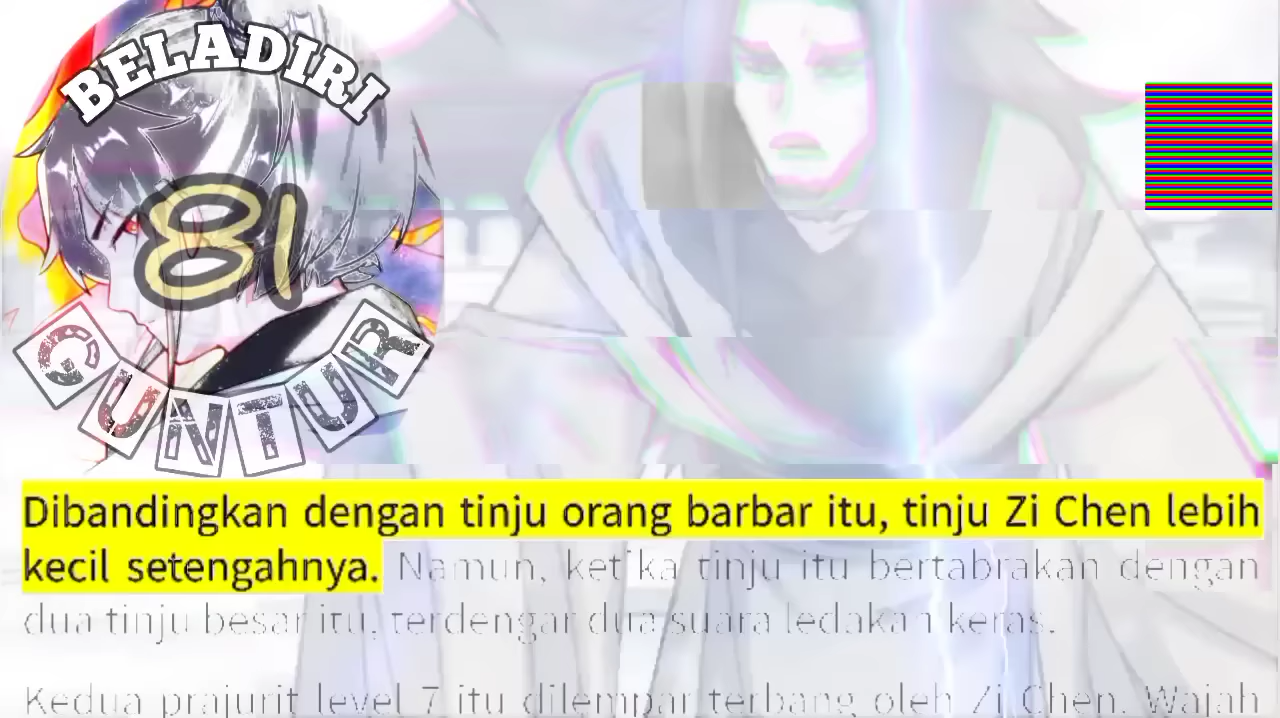 BELADIRI
81
GUNTUR
Dibandingkan dengan tinju orang barbar itu, tinju Zi Chen lebih
kecil setengahnya. Namun, ketika tinju itu bertabrakan dengan
dua tinju besar itu, terdengar dua suara ledakan keras.
Kedua prajurit level 7 itu dilempar terbang oleh Zi Chen. Wajah